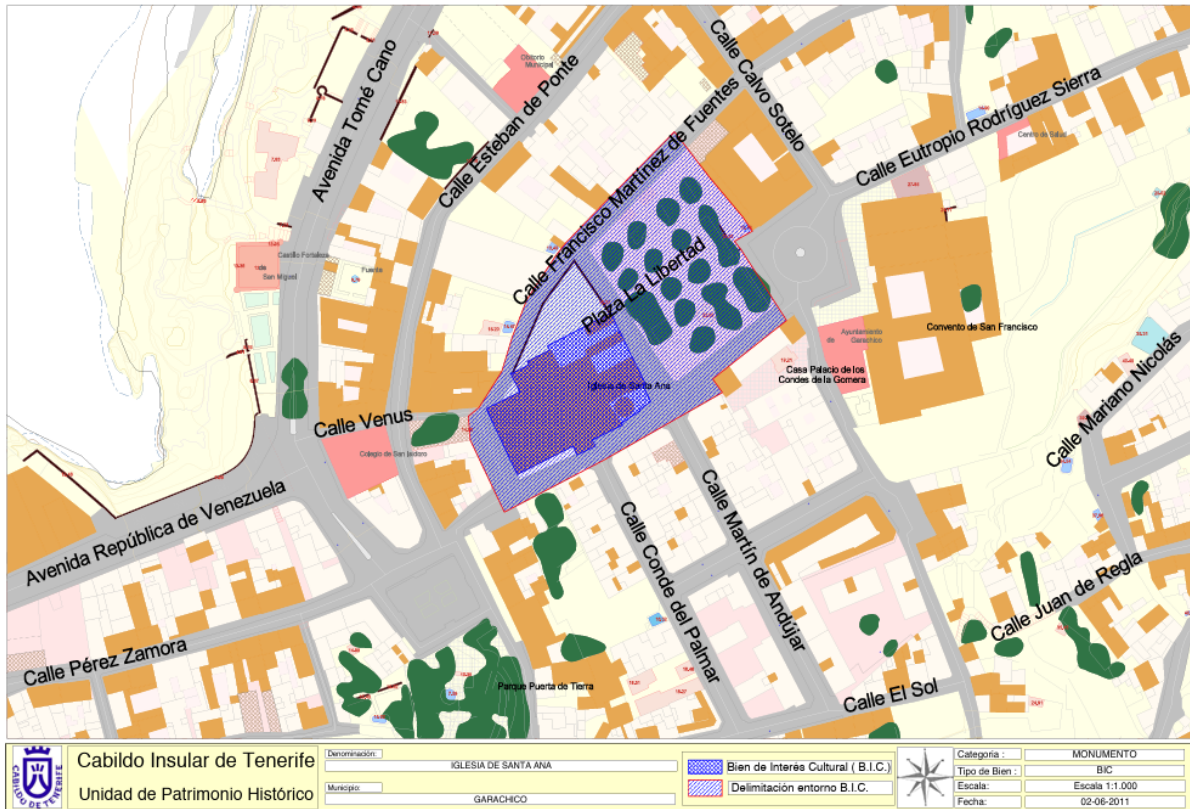 Avenida Tomé Cano
Calle Esteban de Ponte
Calle Francisco Martínez de Fuentes
Calle Calvo Sotelo
Calle Eutropio Rodríguez Sierra
Centro de Salud
Castillo Fortaleza
de
San Miguel
Fuente
Plaza La Libertad
Iglesia de Santa Ana
Ayuntamiento
de Garachico
Casa Palacio de los
Condes de la Gomera
Convento de San Francisco
Calle Mariano Nicolás
Calle Venus
Colegio de San Isidoro
Avenida República de Venezuela
Calle Pérez Zamora
Parque Puerta de Tierra
Calle Conde del Palmar
Calle Martín de Andújar
Calle El Sol
Calle Juan de Regla
CABILDO DE TENERIFE
Cabildo Insular de Tenerife
Unidad de Patrimonio Histórico
Denominación:
IGLESIA DE SANTA ANA
Municipio:
GARACHICO
Bien de Interés Cultural ( B.I.C.)
Delimitación entorno B.I.C.
Categoría : MONUMENTO
Tipo de Bien : BIC
Escala: Escala 1:1.000
Fecha: 02-06-2011